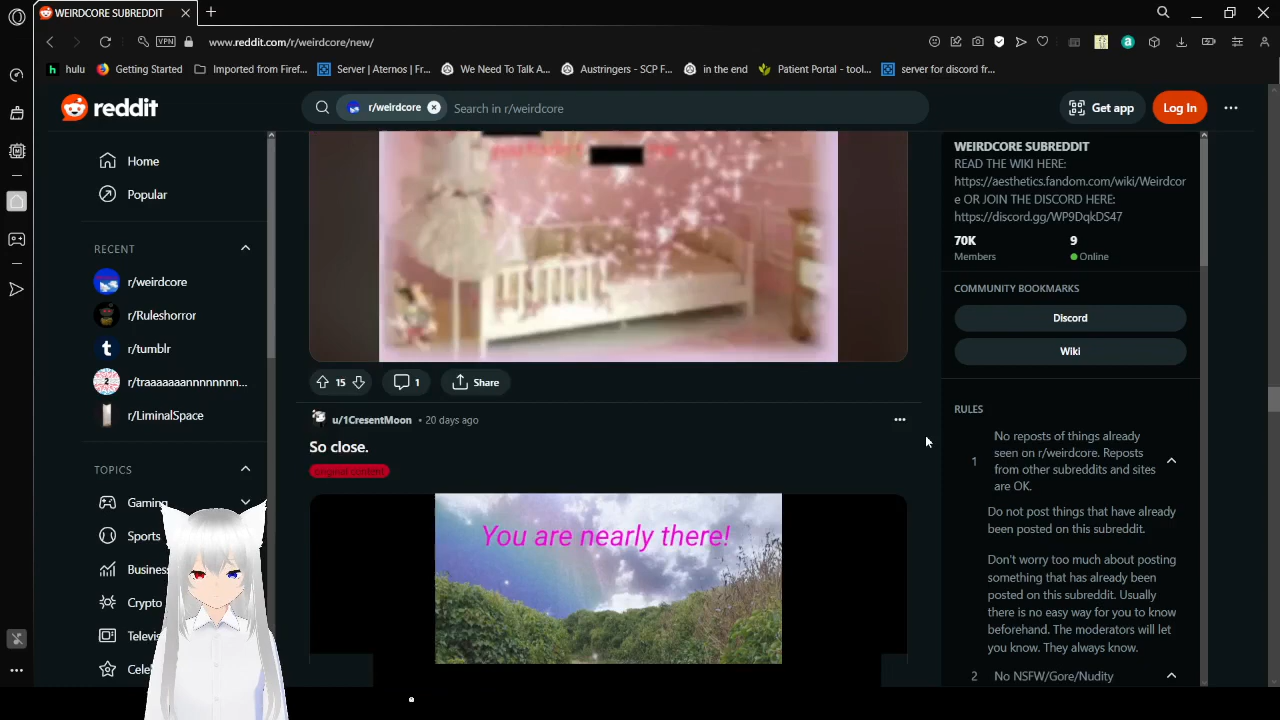 WEIRDCORE SUBREDDIT
VPN
www.reddit.com/r/weirdcore/new/
hulu
Getting Started
Imported from Firef...
Server | Aternos | Fr...
We Need To Talk A...
Austringers - SCP F...
in the end
Patient Portal - tool...
server for discord fr...
reddit
r/weirdcore
Search in r/weirdcore
Get app
Log In
Home
Popular
RECENT
r/weirdcore
r/Ruleshorror
r/tumblr
r/traaaaaaannnnnnnn...
r/LiminalSpace
TOPICS
Gaming
Sports
Business
Crypto
Televi
Celeb
15
1
Share
u/1CresentMoon • 20 days ago
So close.
original content
You are nearly there!
WEIRDCORE SUBREDDIT
READ THE WIKI HERE:
https://aesthetics.fandom.com/wiki/Weirdcor
e OR JOIN THE DISCORD HERE:
https://discord.gg/WP9DqkDS47
70K
Members
9
Online
COMMUNITY BOOKMARKS
Discord
Wiki
RULES
1
No reposts of things already
seen on r/weirdcore. Reposts
from other subreddits and sites
are OK.
Do not post things that have already
been posted on this subreddit.
Don't worry too much about posting
something that has already been
posted on this subreddit. Usually
there is no easy way for you to know
beforehand. The moderators will let
you know. They always know.
2
No NSFW/Gore/Nudity